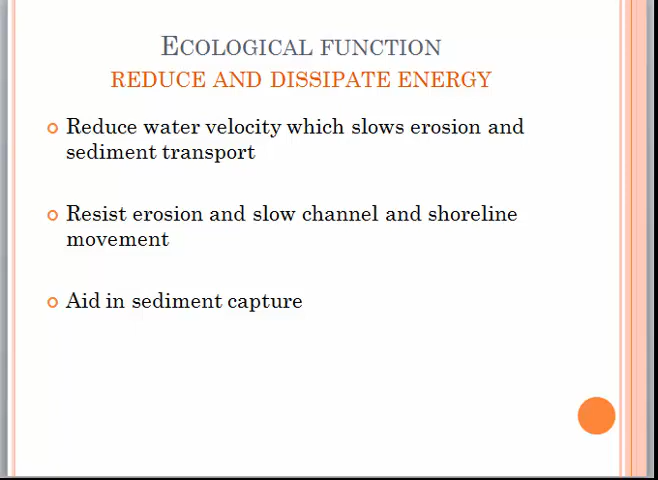 ECOLOGICAL FUNCTION
REDUCE AND DISSIPATE ENERGY
Reduce water velocity which slows erosion and
sediment transport
Resist erosion and slow channel and shoreline
movement
Aid in sediment capture